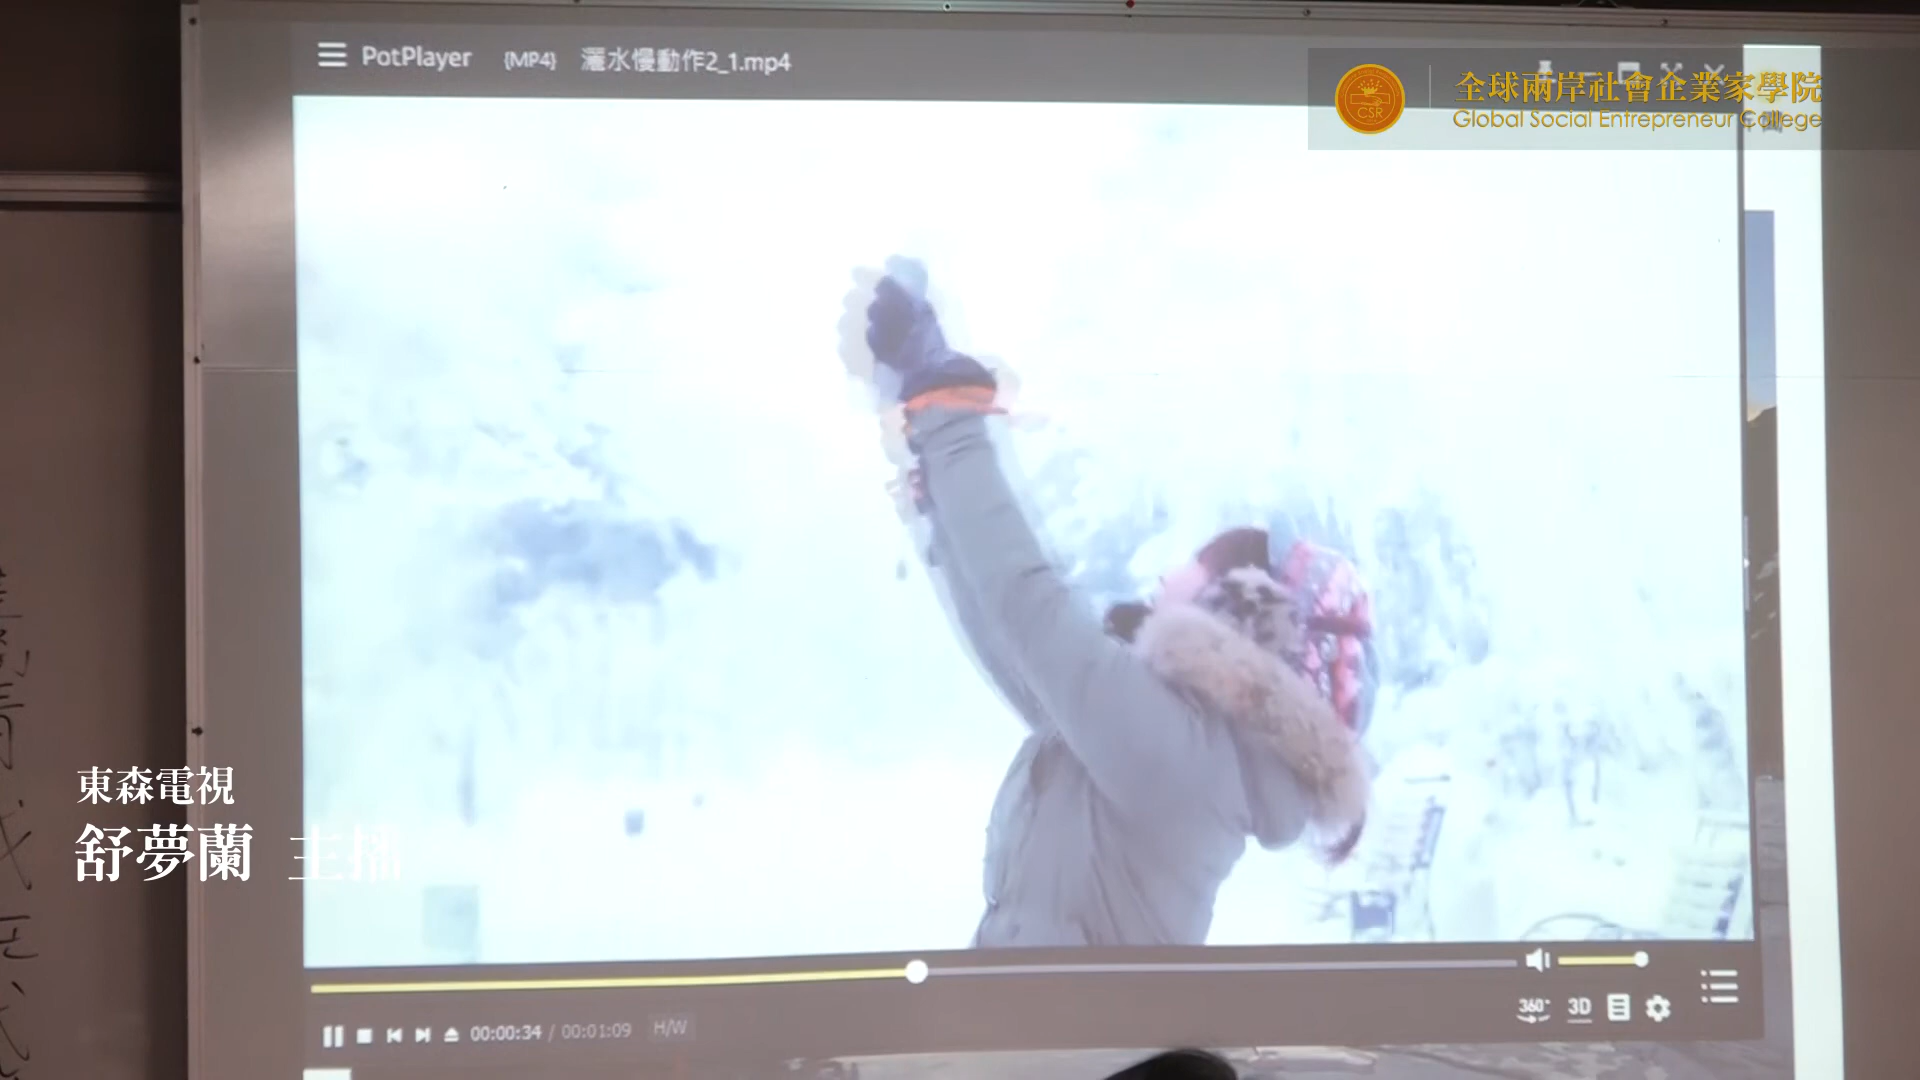 PotPlayer {MP4} 灑水慢動作2_1.mp4
全球兩岸社會企業家學院
Global Social Entrepreneur College
CSR
東森電視
舒夢蘭 主播
00:00:34 / 00:01:09 H/W
360°
3D